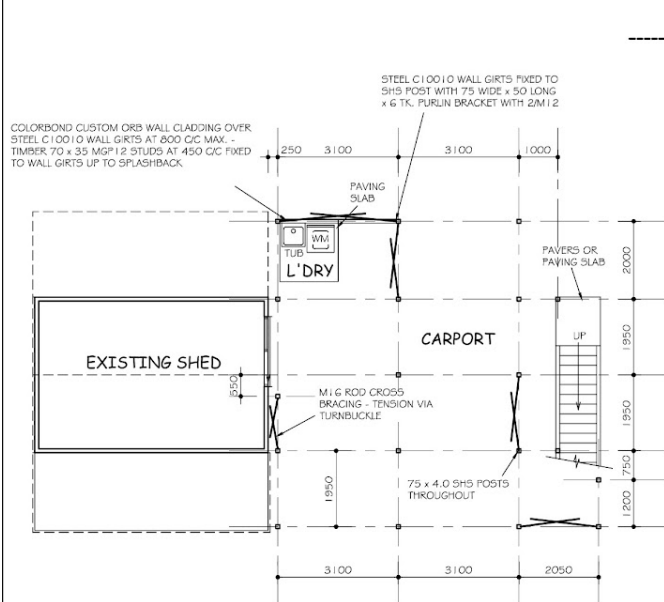 STEEL C10010 WALL GIRTS FIXED TO
SHS POST WITH 75 WIDE x 50 LONG
x 6 TK. PURLIN BRACKET WITH 2/M12
COLORBOND CUSTOM ORB WALL CLADDING OVER
STEEL C10010 WALL GIRTS AT 800 C/C MAX. -
TIMBER 70 x 35 MGP12 STUDS AT 450 C/C FIXED
TO WALL GIRTS UP TO SPLASHBACK
250
3100
3100
1000
PAVING
SLAB
WM
TUB
L'DRY
PAVERS OR
PAVING SLAB
2000
CARPORT
UP
1950
EXISTING SHED
550
M16 ROD CROSS
BRACING - TENSION VIA
TURNBUCKLE
1950
1950
75 x 4.0 SHS POSTS
THROUGHOUT
750
1200
3100
3100
2050